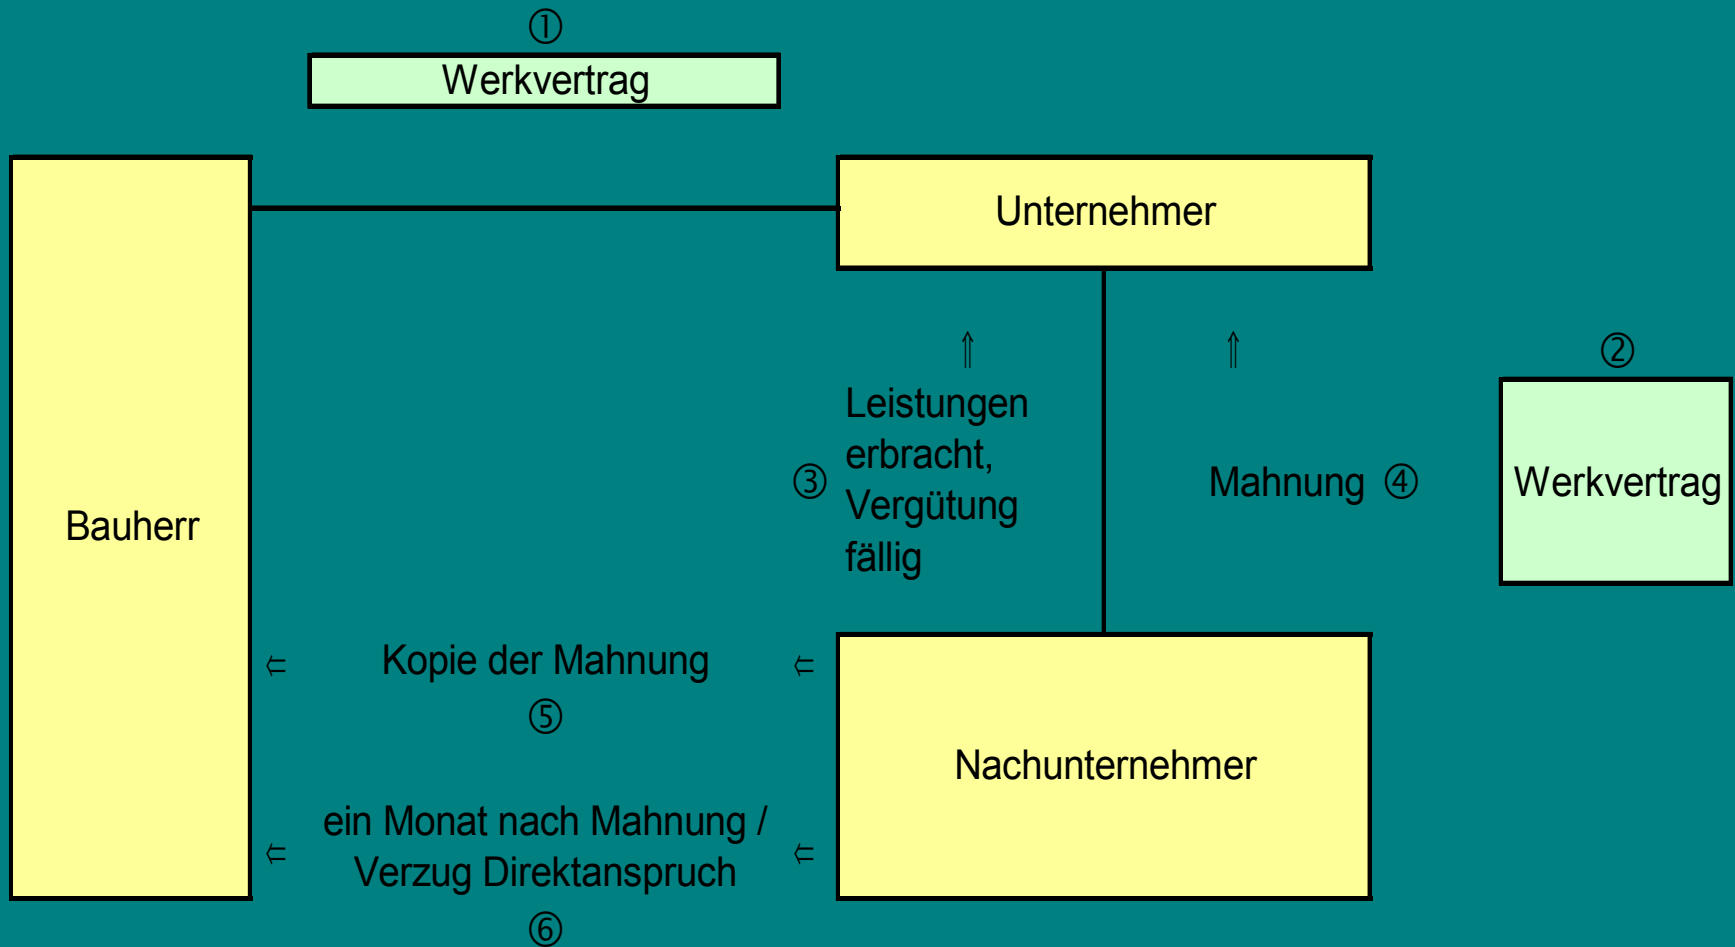 ①
Werkvertrag
Unternehmer
②
Leistungen
erbracht,
③
Vergütung
fällig
Mahnung ④
Werkvertrag
Bauherr
⇐ Kopie der Mahnung ⇐
⑤
Nachunternehmer
ein Monat nach Mahnung /
⇐ Verzug Direktanspruch ⇐
⑥